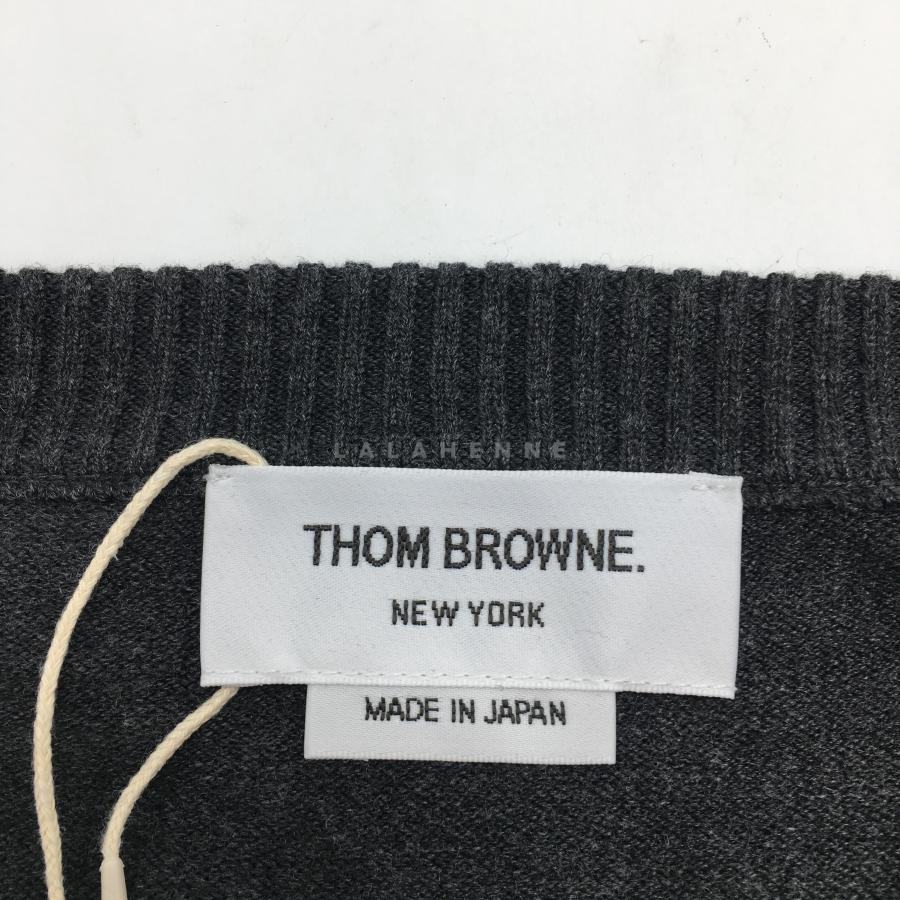 LALAHENNE
THOM BROWNE.
NEW YORK
MADE IN JAPAN